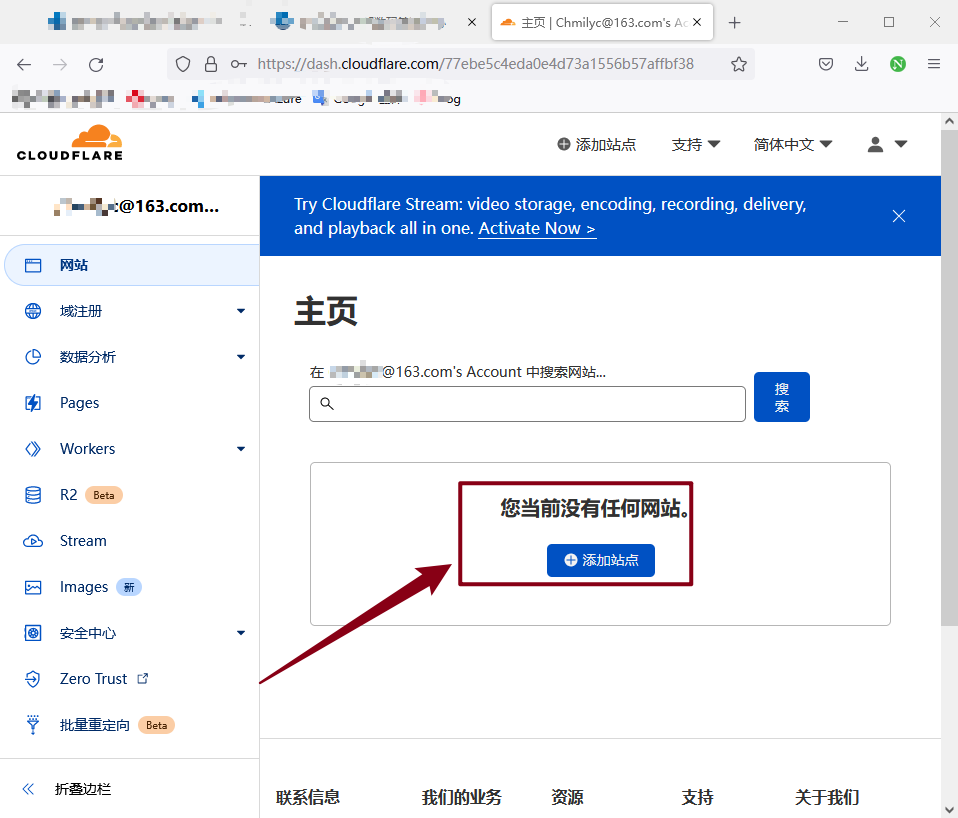 主页 | Chmilyc@163.com's Ac
https://dash.cloudflare.com/77ebe5c4eda0e4d73a1556b57affbf38
CLOUDFLARE
添加站点
支持
简体中文
c@163.com...
Try Cloudflare Stream: video storage, encoding, recording, delivery,
and playback all in one. Activate Now >
网站
域注册
数据分析
Pages
Workers
R2 Beta
Stream
Images 新
安全中心
Zero Trust
批量重定向 Beta
折叠边栏
主页
在 @163.com's Account 中搜索网站...
搜
索
您当前没有任何网站。
添加站点
联系信息
我们的业务
资源
支持
关于我们